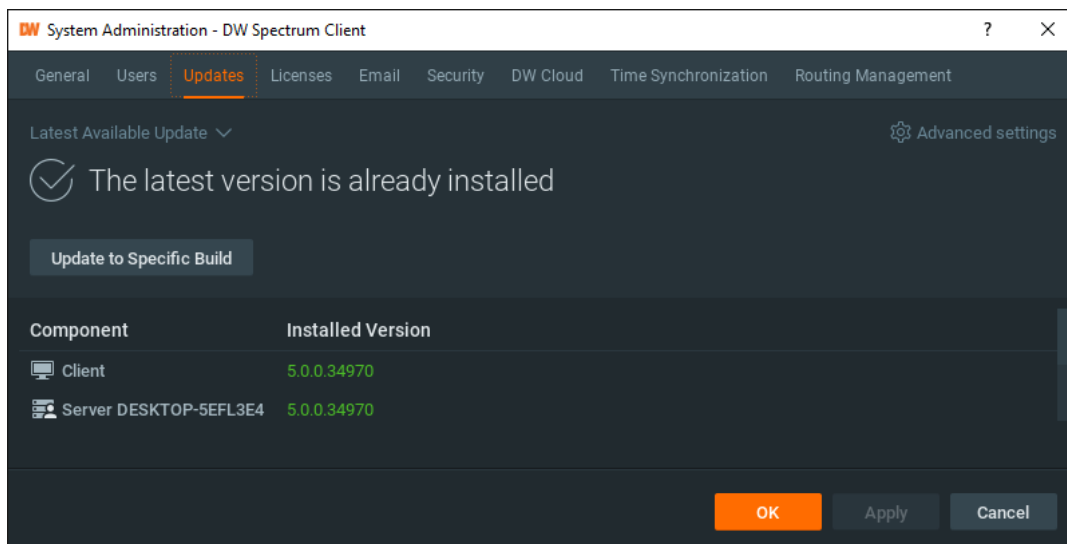 DW System Administration - DW Spectrum Client ?
General Users Updates Licenses Email Security DW Cloud Time Synchronization Routing Management
Latest Available Update Advanced settings
The latest version is already installed
Update to Specific Build
Component Installed Version
Client 5.0.0.34970
Server DESKTOP-5EFL3E4 5.0.0.34970
OK Apply Cancel